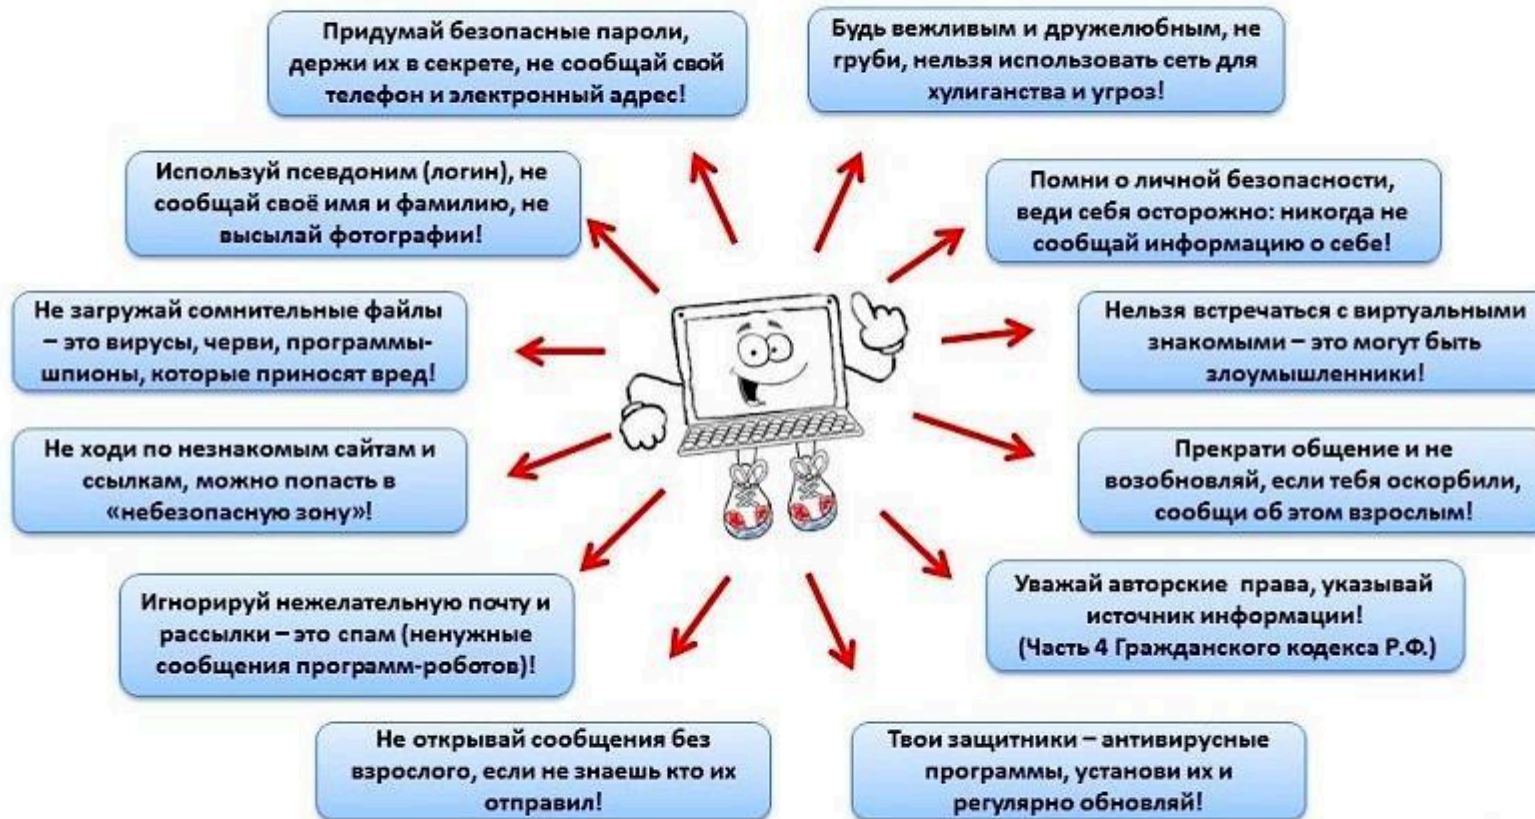 Придумай безопасные пароли,
держи их в секрете, не сообщай свой
телефон и электронный адрес!
Будь вежливым и дружелюбным, не
груби, нельзя использовать сеть для
хулиганства и угроз!
Используй псевдоним (логин), не
сообщай своё имя и фамилию, не
высылай фотографии!
Помни о личной безопасности,
веди себя осторожно: никогда не
сообщай информацию о себе!
Не загружай сомнительные файлы
– это вирусы, черви, программы-
шпионы, которые приносят вред!
Нельзя встречаться с виртуальными
знакомыми – это могут быть
злоумышленники!
Не ходи по незнакомым сайтам и
ссылкам, можно попасть в
«небезопасную зону»!
Прекрати общение и не
возобновляй, если тебя оскорбили,
сообщи об этом взрослым!
Игнорируй нежелательную почту и
рассылки – это спам (ненужные
сообщения программ-роботов)!
Уважай авторские права, указывай
источник информации!
(Часть 4 Гражданского кодекса Р.Ф.)
Не открывай сообщения без
взрослого, если не знаешь кто их
отправил!
Твои защитники – антивирусные
программы, установи их и
регулярно обновляй!